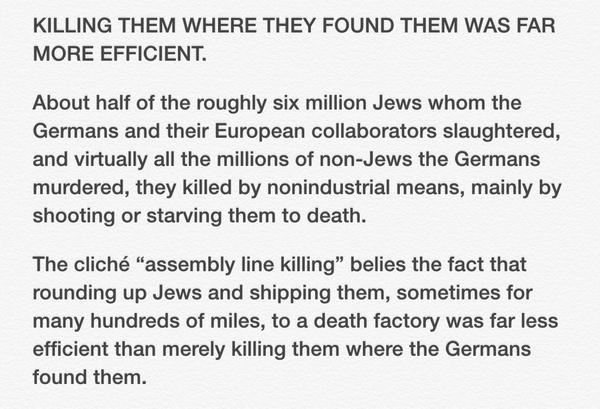 KILLING THEM WHERE THEY FOUND THEM WAS FAR
MORE EFFICIENT.
About half of the roughly six million Jews whom the
Germans and their European collaborators slaughtered,
and virtually all the millions of non-Jews the Germans
murdered, they killed by nonindustrial means, mainly by
shooting or starving them to death.
The cliché “assembly line killing” belies the fact that
rounding up Jews and shipping them, sometimes for
many hundreds of miles, to a death factory was far less
efficient than merely killing them where the Germans
found them.